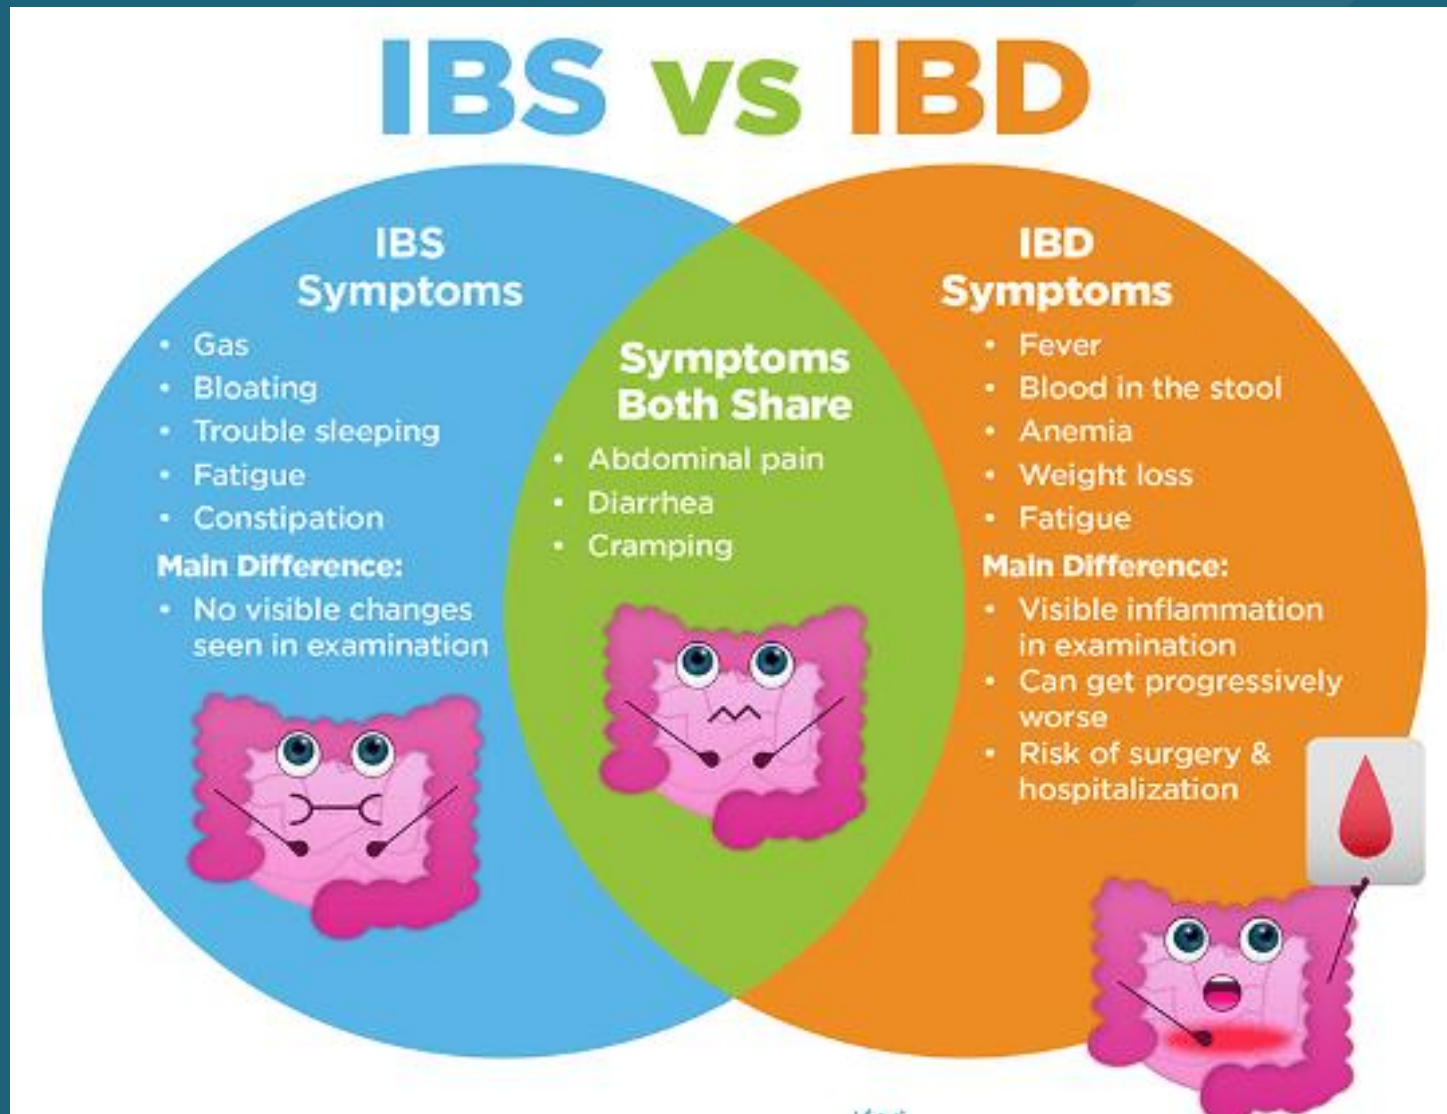 IBS vs IBD
IBS
Symptoms
• Gas
• Bloating
• Trouble sleeping
• Fatigue
• Constipation
Main Difference:
• No visible changes
seen in examination
Symptoms
Both Share
• Abdominal pain
• Diarrhea
• Cramping
IBD
Symptoms
• Fever
• Blood in the stool
• Anemia
• Weight loss
• Fatigue
Main Difference:
• Visible inflammation
in examination
• Can get progressively
worse
• Risk of surgery &
hospitalization